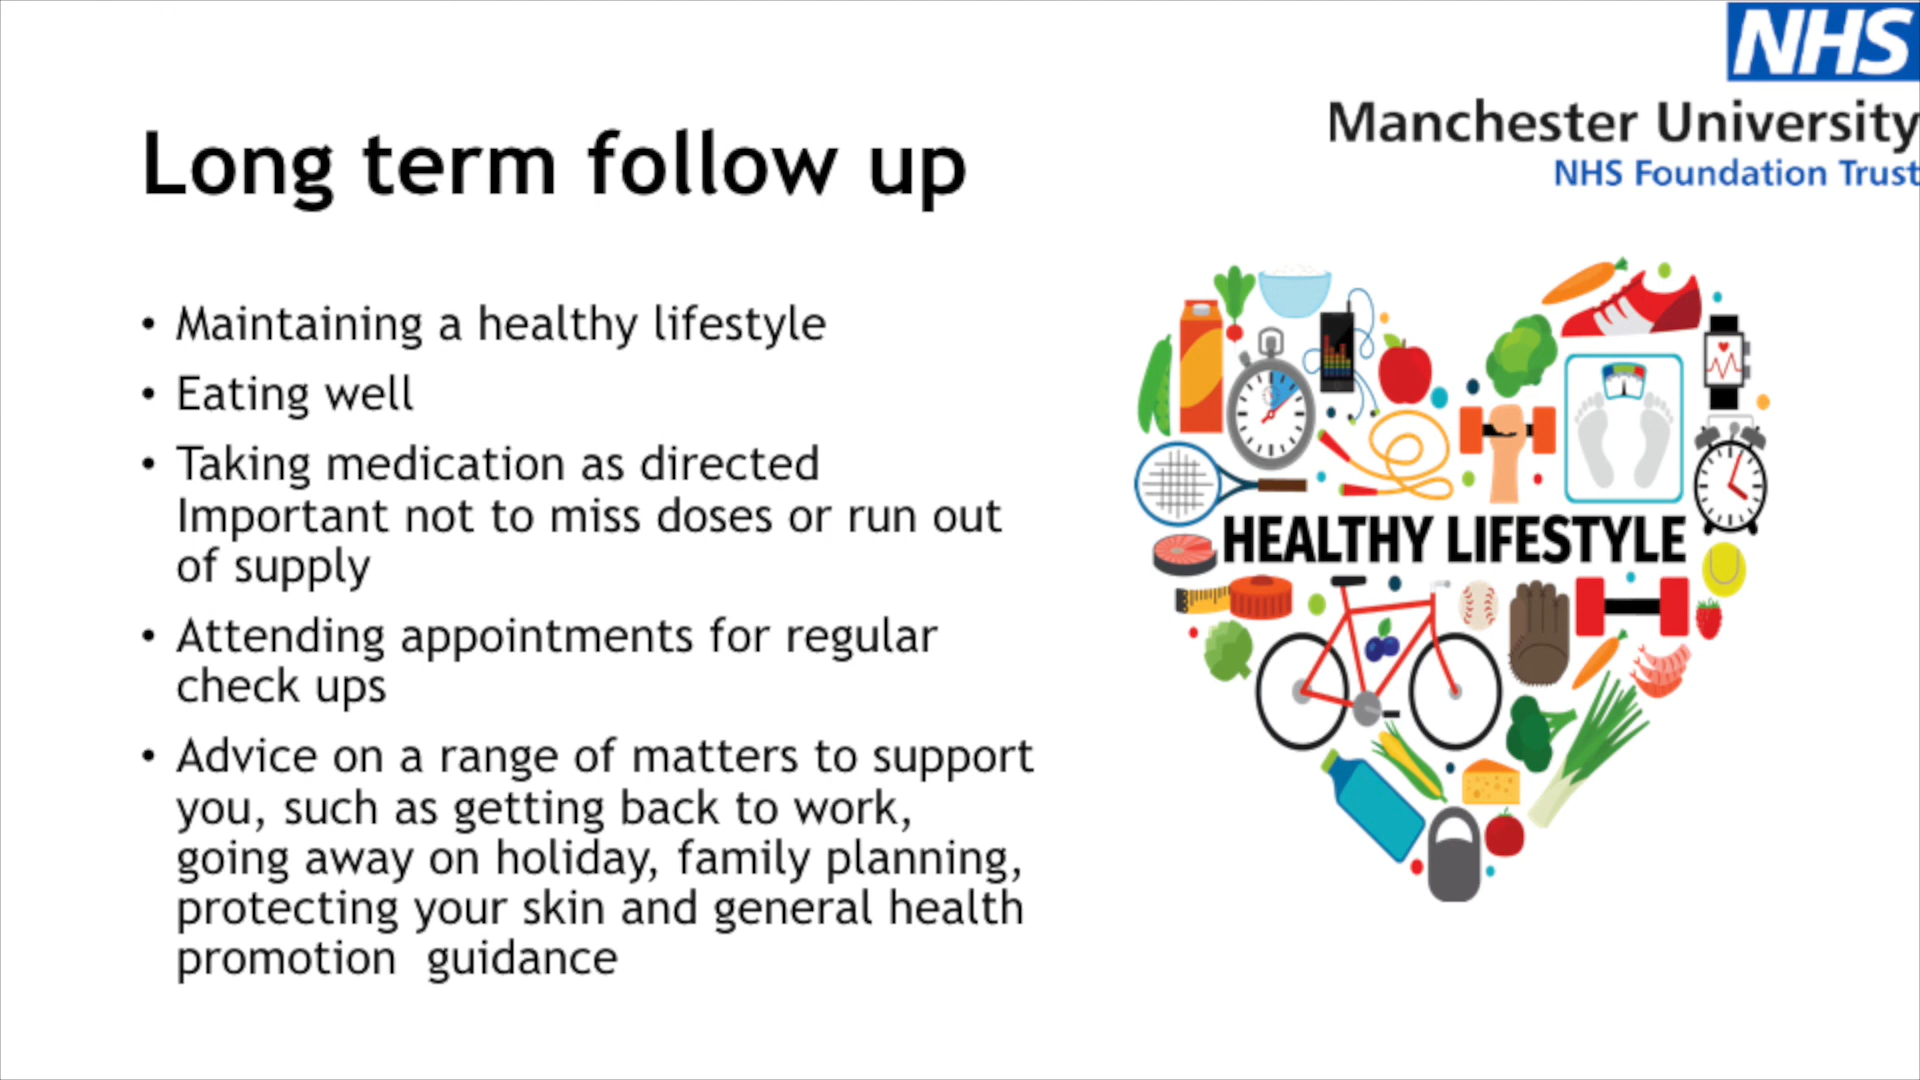 NHS
Manchester University
NHS Foundation Trust
Long term follow up
• Maintaining a healthy lifestyle
• Eating well
• Taking medication as directed
Important not to miss doses or run out
of supply
• Attending appointments for regular
check ups
• Advice on a range of matters to support
you, such as getting back to work,
going away on holiday, family planning,
protecting your skin and general health
promotion  guidance
HEALTHY LIFESTYLE